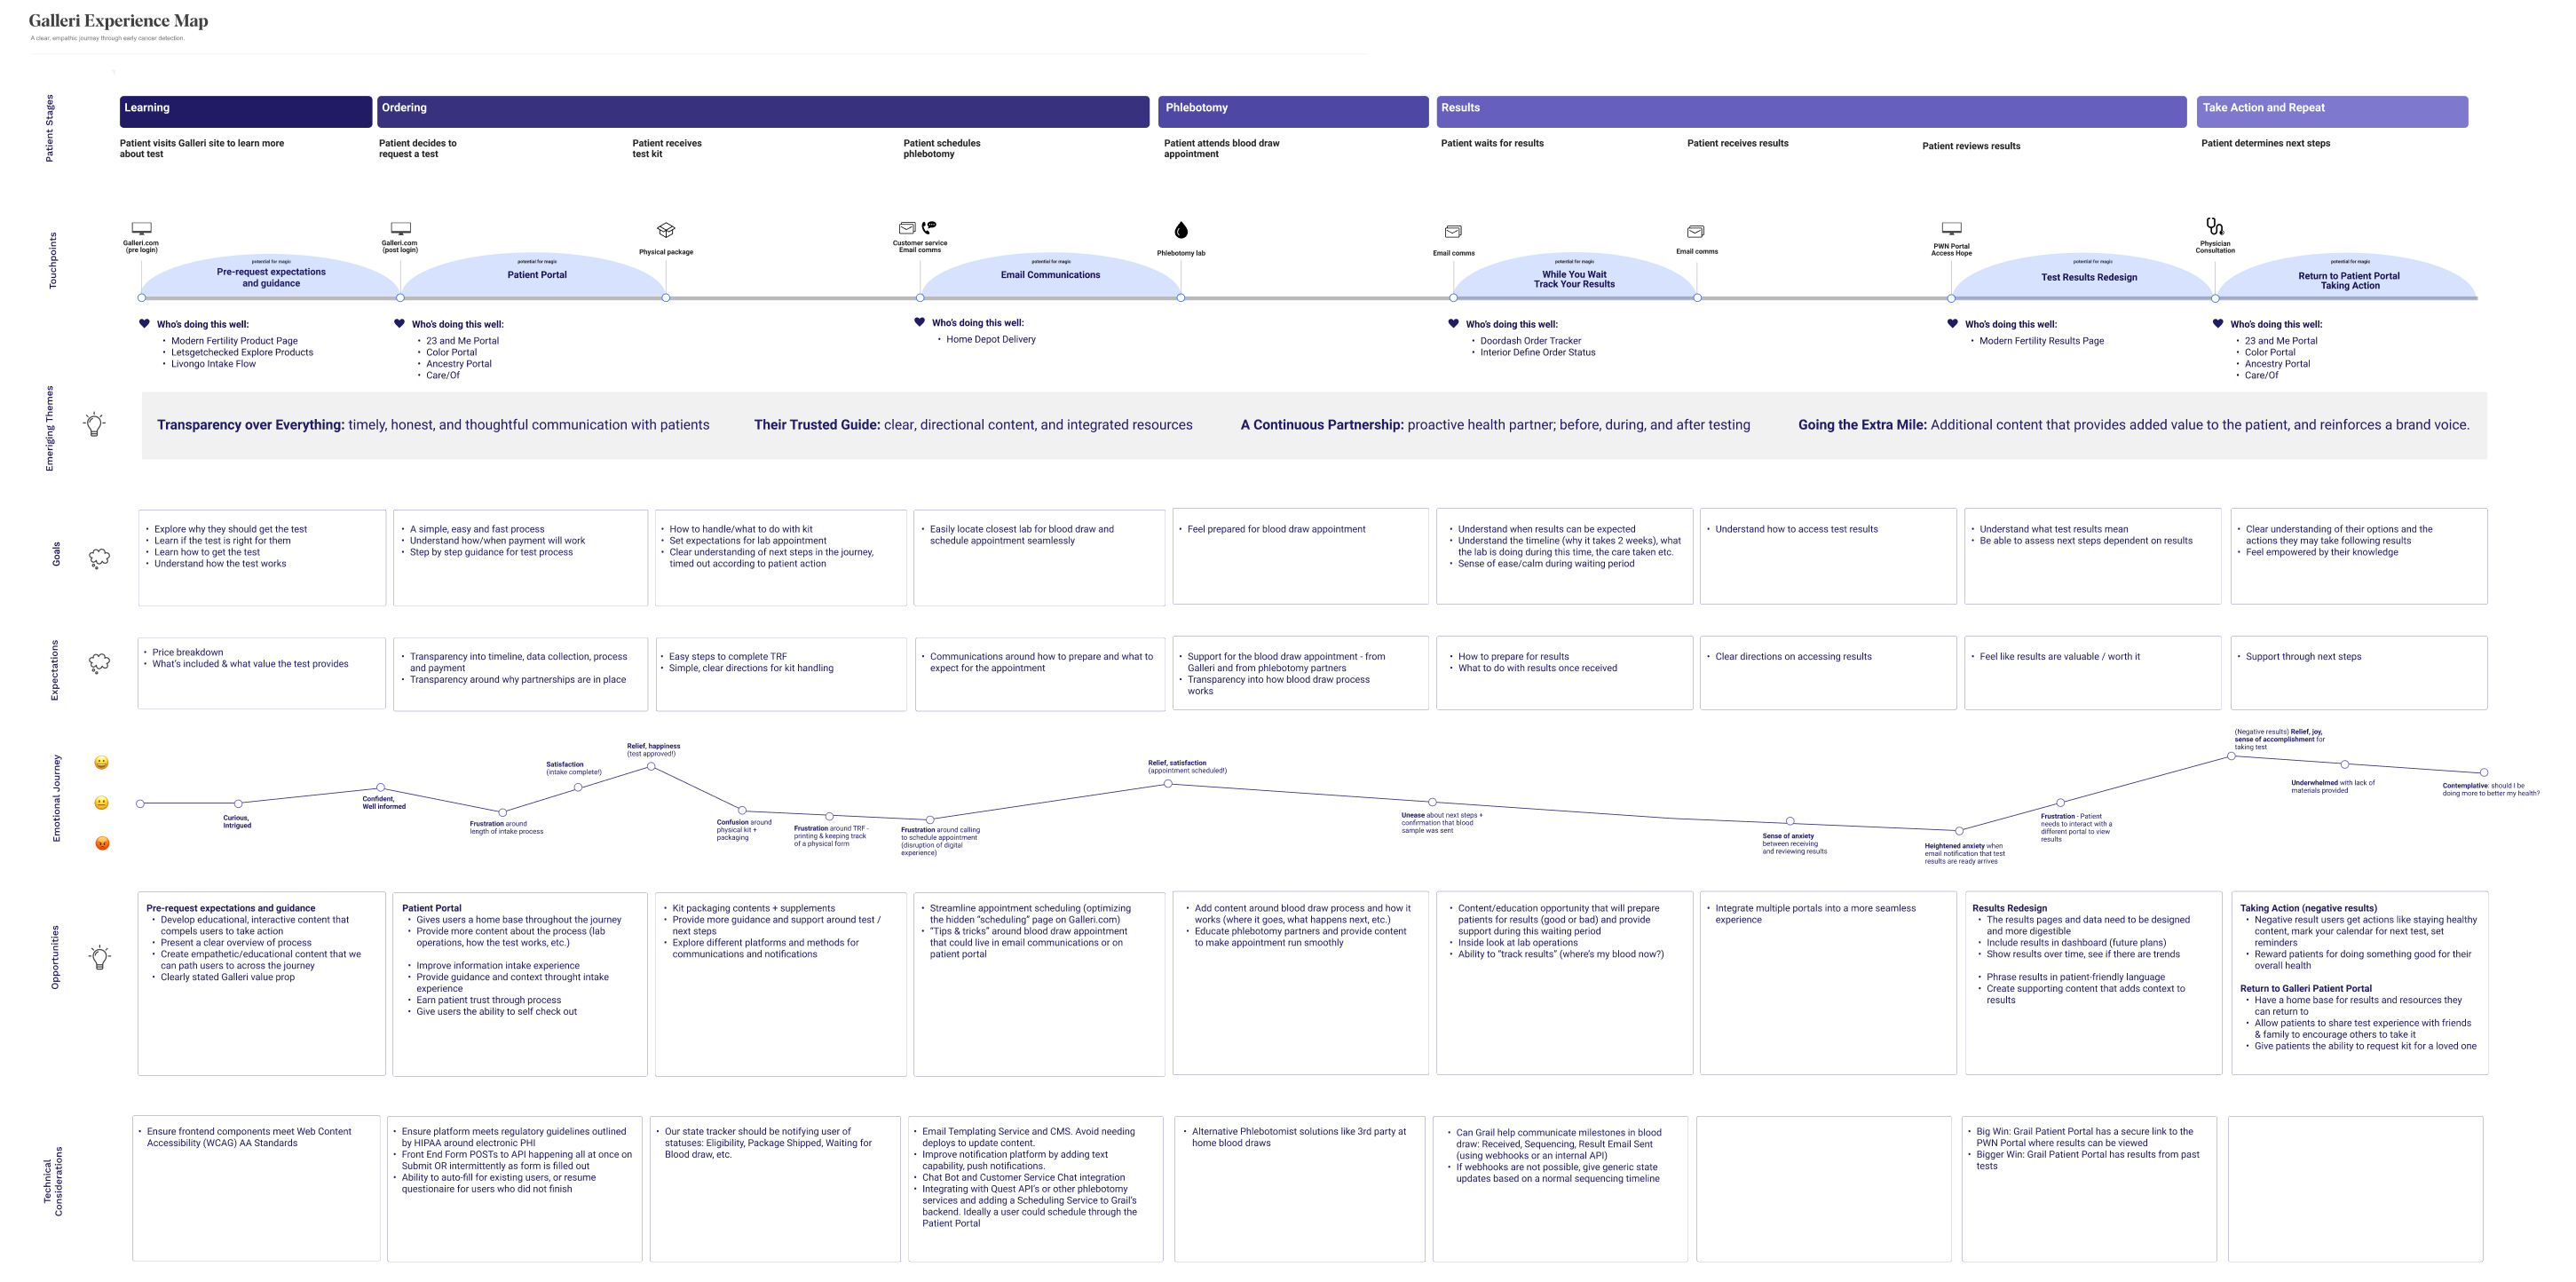 Galleri Experience Map
A clear, empathic journey through early cancer detection.
Patient Stages
Learning
Ordering
Phlebotomy
Results
Take Action and Repeat
Patient visits Galleri site to learn more
about test
Patient decides to
request a test
Patient receives
test kit
Patient schedules
phlebotomy
Patient attends blood draw
appointment
Patient waits for results
Patient receives results
Patient reviews results
Patient determines next steps
Touchpoints
Galleri.com
(pre login)
potential for magic
Pre-request expectations
and guidance
Galleri.com
(post login)
potential for magic
Patient Portal
Physical package
Customer service
Email comms
potential for magic
Email Communications
Phlebotomy lab
Email comms
potential for magic
While You Wait
Track Your Results
Email comms
PWN Portal
Access Hope
potential for magic
Test Results Redesign
Physician
Consultation
potential for magic
Return to Patient Portal
Taking Action
Who's doing this well:
• Modern Fertility Product Page
• Letsgetchecked Explore Products
• Livongo Intake Flow
Who's doing this well:
• 23 and Me Portal
• Color Portal
• Ancestry Portal
• Care/Of
Who's doing this well:
• Home Depot Delivery
Who's doing this well:
• Doordash Order Tracker
• Interior Define Order Status
Who's doing this well:
• Modern Fertility Results Page
Who's doing this well:
• 23 and Me Portal
• Color Portal
• Ancestry Portal
• Care/Of
Emeriging Themes
Transparency over Everything: timely, honest, and thoughtful communication with patients
Their Trusted Guide: clear, directional content, and integrated resources
A Continuous Partnership: proactive health partner; before, during, and after testing
Going the Extra Mile: Additional content that provides added value to the patient, and reinforces a brand voice.
Goals
• Explore why they should get the test
• Learn if the test is right for them
• Learn how to get the test
• Understand how the test works
• A simple, easy and fast process
• Understand how/when payment will work
• Step by step guidance for test process
• How to handle/what to do with kit
• Set expectations for lab appointment
• Clear understanding of next steps in the journey,
timed out according to patient action
• Easily locate closest lab for blood draw and
schedule appointment seamlessly
• Feel prepared for blood draw appointment
• Understand when results can be expected
• Understand the timeline (why it takes 2 weeks), what
the lab is doing during this time, the care taken etc.
• Sense of ease/calm during waiting period
• Understand how to access test results
• Understand what test results mean
• Be able to assess next steps dependent on results
• Clear understanding of their options and the
actions they may take following results
• Feel empowered by their knowledge
Expectations
• Price breakdown
• What's included & what value the test provides
• Transparency into timeline, data collection, process
and payment
• Transparency around why partnerships are in place
• Easy steps to complete TRF
• Simple, clear directions for kit handling
• Communications around how to prepare and what to
expect for the appointment
• Support for the blood draw appointment - from
Galleri and from phlebotomy partners
• Transparency into how blood draw process
works
• How to prepare for results
• What to do with results once received
• Clear directions on accessing results
• Feel like results are valuable / worth it
• Support through next steps
Emotional Journey
Curious,
Intrigued
Confident,
Well informed
Frustration around
length of intake process
Satisfaction
(intake complete!)
Relief, happiness
(test approved!)
Confusion around
physical kit +
packaging
Frustration around TRF -
printing & keeping track
of a physical form
Frustration around calling
to schedule appointment
(disruption of digital
experience)
Relief, satisfaction
(appointment scheduled!)
Unease about next steps +
confirmation that blood
sample was sent
Sense of anxiety
between receiving
and reviewing results
Heightened anxiety when
email notification that test
results are ready arrives
Frustration - Patient
needs to interact with a
different portal to view
results
(Negative results) Relief, joy,
sense of accomplishment for
taking test
Underwhelmed with lack of
materials provided
Contemplative: should I be
doing more to better my health?
Opportunities
Pre-request expectations and guidance
• Develop educational, interactive content that
compels users to take action
• Present a clear overview of process
• Create empathetic/educational content that we
can path users to across the journey
• Clearly stated Galleri value prop
Patient Portal
• Gives users a home base throughout the journey
• Provide more content about the process (lab
operations, how the test works, etc.)
• Improve information intake experience
• Provide guidance and context throught intake
experience
• Earn patient trust through process
• Give users the ability to self check out
• Kit packaging contents + supplements
• Provide more guidance and support around test /
next steps
• Explore different platforms and methods for
communications and notifications
• Streamline appointment scheduling (optimizing
the hidden "scheduling" page on Galleri.com)
• "Tips & tricks" around blood draw appointment
that could live in email communications or on
patient portal
• Add content around blood draw process and how it
works (where it goes, what happens next, etc.)
• Educate phlebotomy partners and provide content
to make appointment run smoothly
• Content/education opportunity that will prepare
patients for results (good or bad) and provide
support during this waiting period
• Inside look at lab operations
• Ability to "track results" (where's my blood now?)
• Integrate multiple portals into a more seamless
experience
Results Redesign
• The results pages and data need to be designed
and more digestible
• Include results in dashboard (future plans)
• Show results over time, see if there are trends
• Phrase results in patient-friendly language
• Create supporting content that adds context to
results
Taking Action (negative results)
• Negative result users get actions like staying healthy
content, mark your calendar for next test, set
reminders
• Reward patients for doing something good for their
overall health
Return to Galleri Patient Portal
• Have a home base for results and resources they
can return to
• Allow patients to share test experience with friends
& family to encourage others to take it
• Give patients the ability to request kit for a loved one
Technical
Considerations
• Ensure frontend components meet Web Content
Accessibility (WCAG) AA Standards
• Ensure platform meets regulatory guidelines outlined
by HIPAA around electronic PHI
• Front End Form POSTs to API happening all at once on
Submit OR intermittently as form is filled out
• Ability to auto-fill for existing users, or resume
questionaire for users who did not finish
• Our state tracker should be notifying user of
statuses: Eligibility, Package Shipped, Waiting for
Blood draw, etc.
• Email Templating Service and CMS. Avoid needing
deploys to update content.
• Improve notification platform by adding text
capability, push notifications.
• Chat Bot and Customer Service Chat integration
• Integrating with Quest API's or other phlebotomy
services and adding a Scheduling Service to Grail's
backend. Ideally a user could schedule through the
Patient Portal
• Alternative Phlebotomist solutions like 3rd party at
home blood draws
• Can Grail help communicate milestones in blood
draw: Received, Sequencing, Result Email Sent
(using webhooks or an internal API)
• If webhooks are not possible, give generic state
updates based on a normal sequencing timeline
• Big Win: Grail Patient Portal has a secure link to the
PWN Portal where results can be viewed
• Bigger Win: Grail Patient Portal has results from past
tests